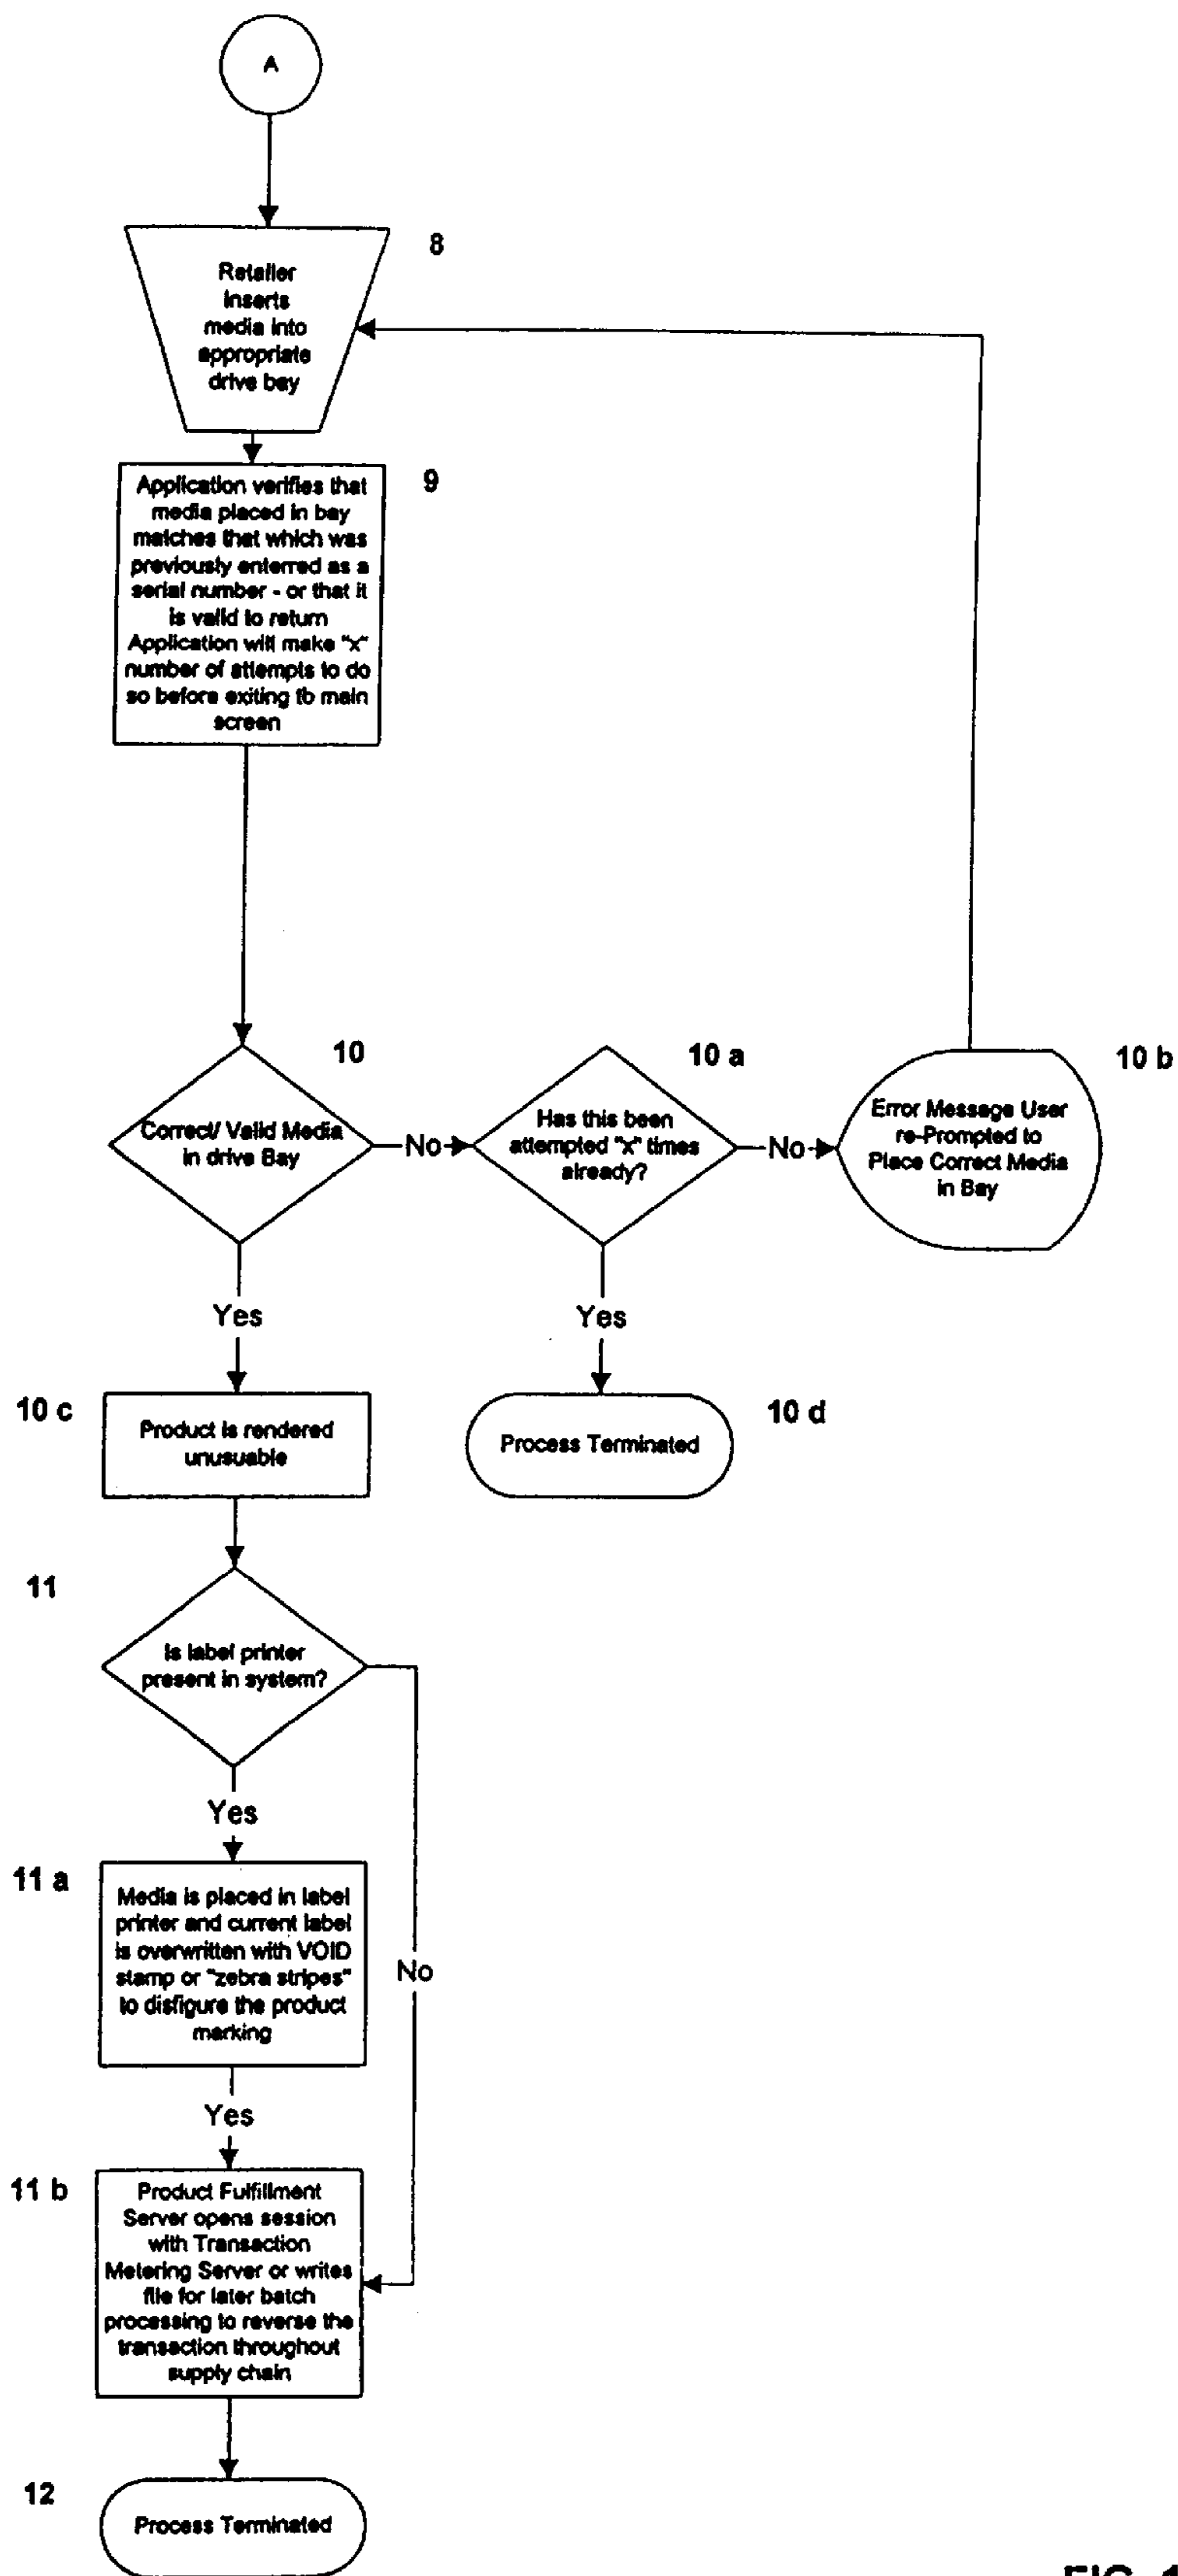 A
8
Retailer
inserts
media into
appropriate
drive bay
9
Application verifies that
media placed in bay
matches that which was
previously enterred as a
serial number - or that it
is valid to return
Application will make "x"
number of attempts to do
so before exiting to main
screen
10
Correct/ Valid Media
in drive Bay
No
10 a
Has this been
attempted "x" times
already?
No
10 b
Error Message User
re-Prompted to
Place Correct Media
in Bay
Yes
Yes
10 c
Product is rendered
unusuable
Process Terminated
10 d
11
Is label printer
present in system?
Yes
11 a
Media is placed in label
printer and current label
is overwritten with VOID
stamp or "zebra stripes"
to disfigure the product
marking
No
Yes
11 b
Product Fulfillment
Server opens session
with Transaction
Metering Server or writes
file for later batch
processing to reverse the
transaction throughout
supply chain
12
Process Terminated